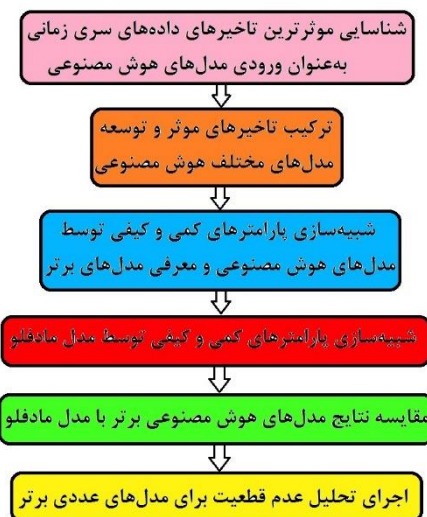 شناسایی موثرترین تاخیرهای داده‌های سری زمانی
به‌عنوان ورودی مدل‌های هوش مصنوعی
ترکیب تاخیرهای موثر و توسعه
مدل‌های مختلف هوش مصنوعی
شبیه‌سازی پارامترهای کمی و کیفی توسط
مدل‌های هوش مصنوعی و معرفی مدل‌های برتر
شبیه‌سازی پارامترهای کمی و کیفی توسط مدل مادفلو
مقایسه نتایج مدل‌های هوش مصنوعی برتر با مدل مادفلو
اجرای تحلیل عدم قطعیت برای مدل‌های عددی برتر